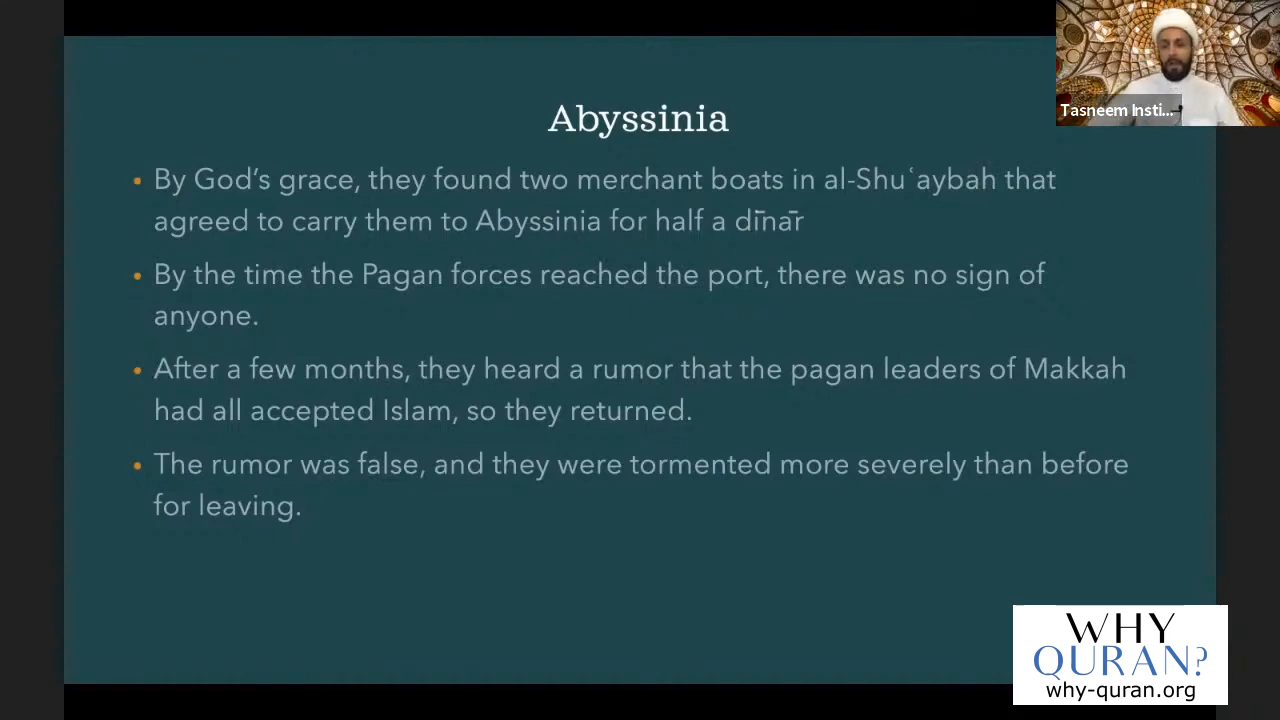 Tasneem Insti...
Abyssinia
• By God's grace, they found two merchant boats in al-Shuʿaybah that
agreed to carry them to Abyssinia for half a dīnār
• By the time the Pagan forces reached the port, there was no sign of
anyone.
• After a few months, they heard a rumor that the pagan leaders of Makkah
had all accepted Islam, so they returned.
• The rumor was false, and they were tormented more severely than before
for leaving.
WHY
QURAN?
why-quran.org